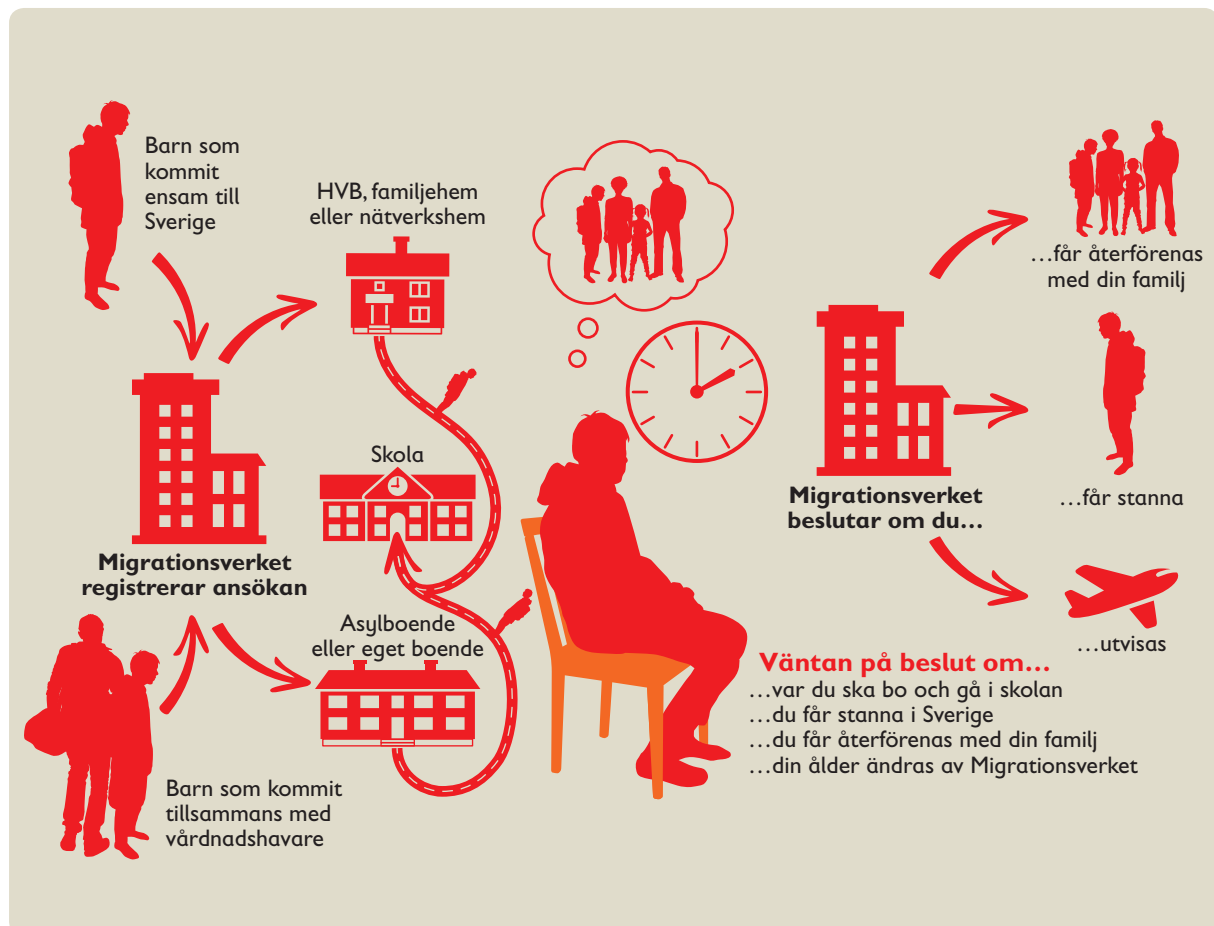 Barn som
kommit
ensam till
Sverige
HVB, familjehem
eller nätverkshem
Skola
Migrationsverket
registrerar ansökan
Asylboende
eller eget boende
Barn som kommit
tillsammans med
vårdnadshavare
Väntan på beslut om…
…var du ska bo och gå i skolan
…du får stanna i Sverige
…du får återförenas med din familj
…din ålder ändras av Migrationsverket
Migrationsverket
beslutar om du…
…får återförenas
med din familj
…får stanna
…utvisas